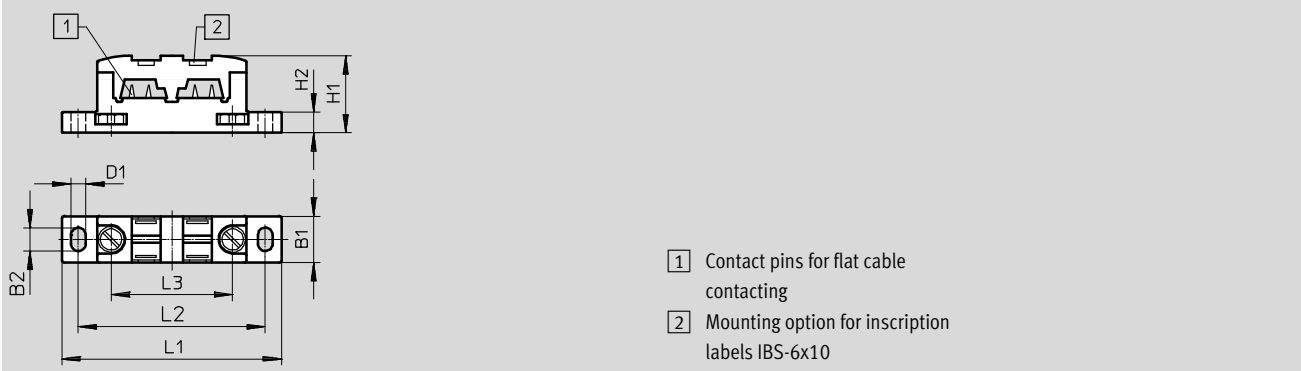 1
2
H2
H1
D1
B1
B2
L3
L2
L1
1 Contact pins for flat cable
contacting
2 Mounting option for inscription
labels IBS-6x10